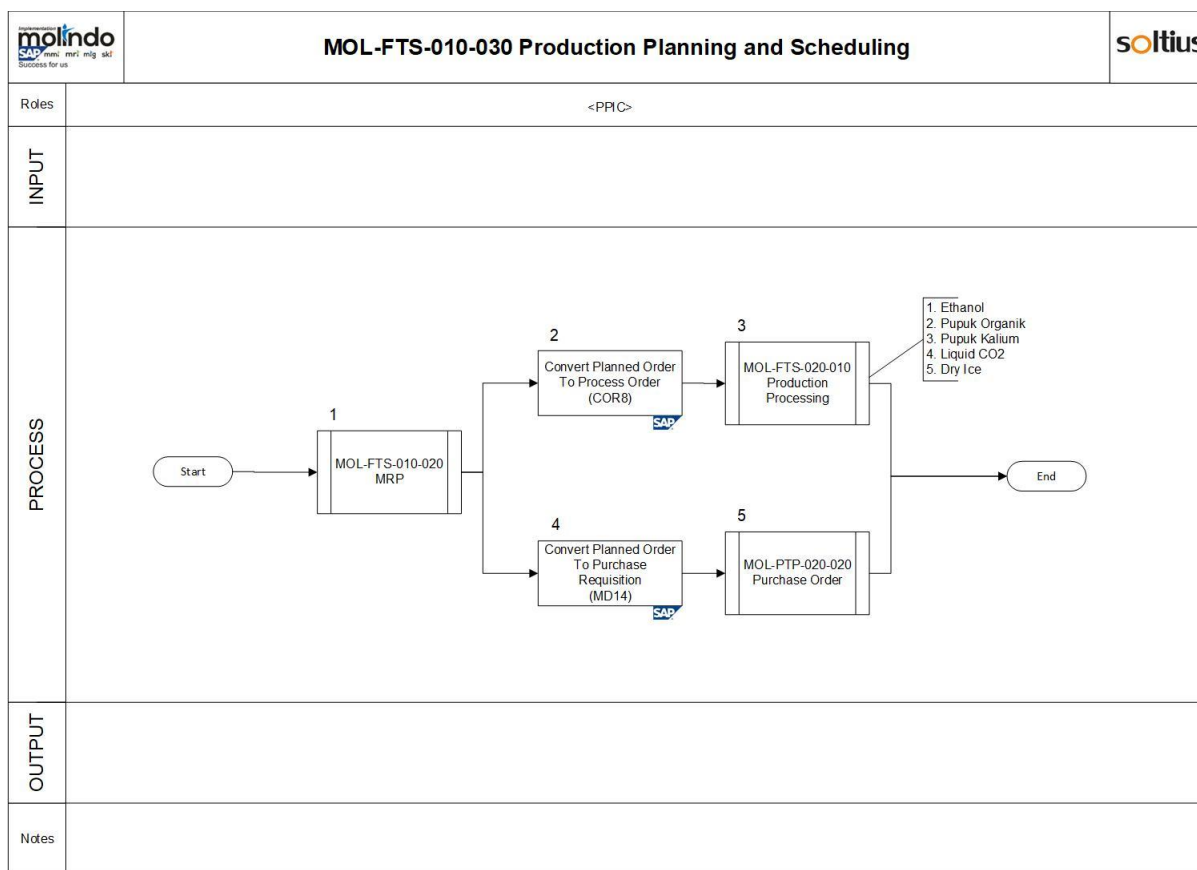 Implementation
molindo
SAP mmi mri mig skl
Success for us
MOL-FTS-010-030 Production Planning and Scheduling
soltius
Roles
<PPIC>
INPUT
PROCESS
Start
1
MOL-FTS-010-020
MRP
2
Convert Planned Order
To Process Order
(COR8)
SAP
3
MOL-FTS-020-010
Production
Processing
1. Ethanol
2. Pupuk Organik
3. Pupuk Kalium
4. Liquid CO2
5. Dry Ice
4
Convert Planned Order
To Purchase
Requisition
(MD14)
SAP
5
MOL-PTP-020-020
Purchase Order
End
OUTPUT
Notes